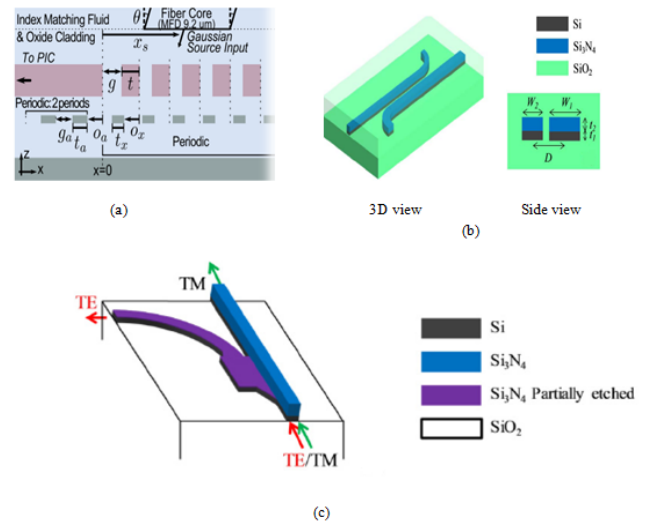 Index Matching Fluid
& Oxide Cladding
θ
Fiber Core
(MFD 9.2 um)
Gaussian
Source Input
x_s
To PIC
g t
Periodic:2periods
g_a t_a o_a t_x o_x
Periodic
z
x
x=0
(a)
Si
Si₃N₄
SiO₂
W₂ W₁
t₂
t₁
D
3D view
Side view
(b)
TM
TE
TE/TM
Si
Si₃N₄
Si₃N₄ Partially etched
SiO₂
(c)